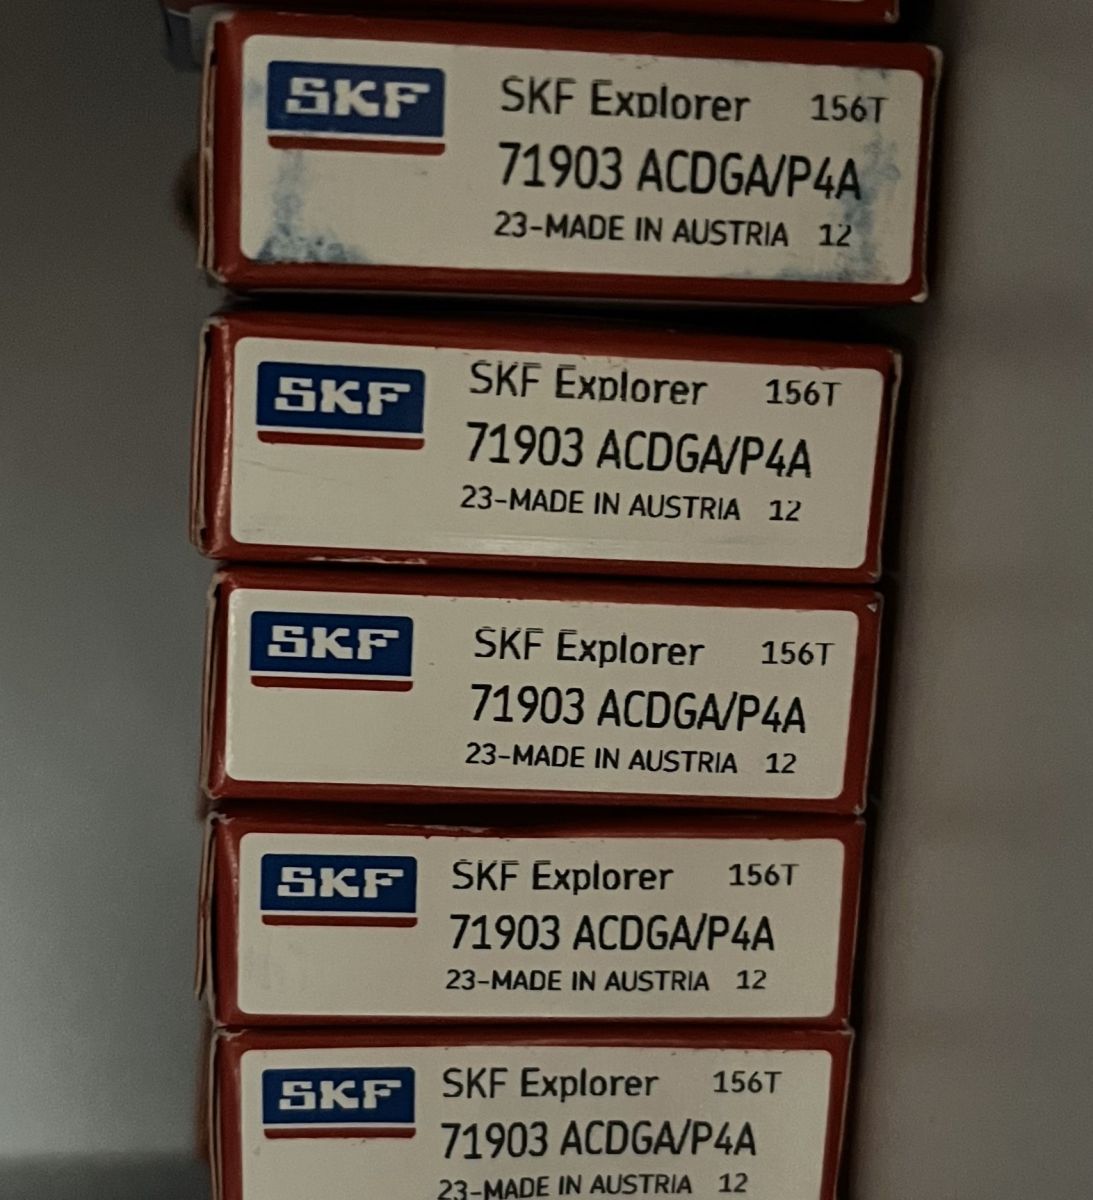 SKF
SKF Explorer 156T
71903 ACDGA/P4A
23-MADE IN AUSTRIA 12
SKF
SKF Explorer 156T
71903 ACDGA/P4A
23-MADE IN AUSTRIA 12
SKF
SKF Explorer 156T
71903 ACDGA/P4A
23-MADE IN AUSTRIA 12
SKF
SKF Explorer 156T
71903 ACDGA/P4A
23-MADE IN AUSTRIA 12
SKF
SKF Explorer 156T
71903 ACDGA/P4A
23-MADE IN AUSTRIA 12